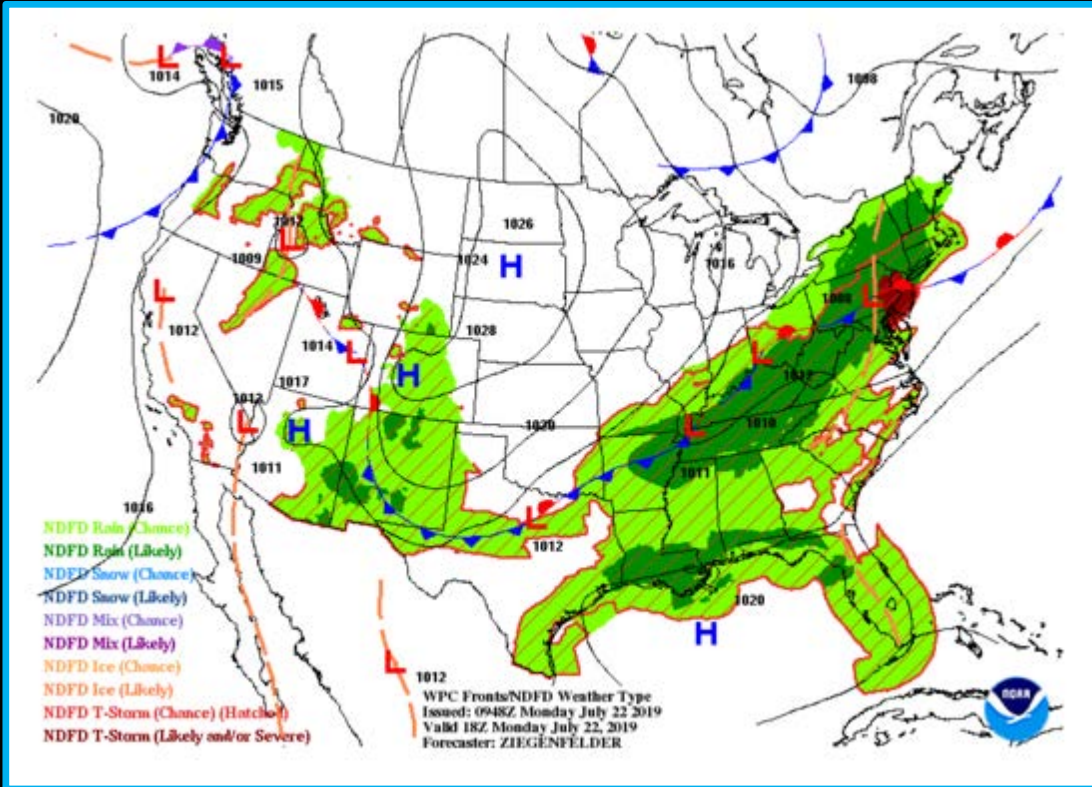 L
1014
L
1015
1020
1008
1012
L
1009
1026
1024
H
1016
L
1012
1014
L
1017
H
1028
1008
L
L
1012
1012
L
H
1011
1020
L
1010
1011
1016
L
1012
1020
H
L
1012
NDFD Rain (Chance)
NDFD Rain (Likely)
NDFD Snow (Chance)
NDFD Snow (Likely)
NDFD Mix (Chance)
NDFD Mix (Likely)
NDFD Ice (Chance)
NDFD Ice (Likely)
NDFD T-Storm (Chance) (Hatched)
NDFD T-Storm (Likely and/or Severe)
WPC Fronts/NDFD Weather Type
Issued: 0948Z Monday July 22 2019
Valid 18Z Monday July 22, 2019
Forecaster: ZIEGENFELDER
NOAA